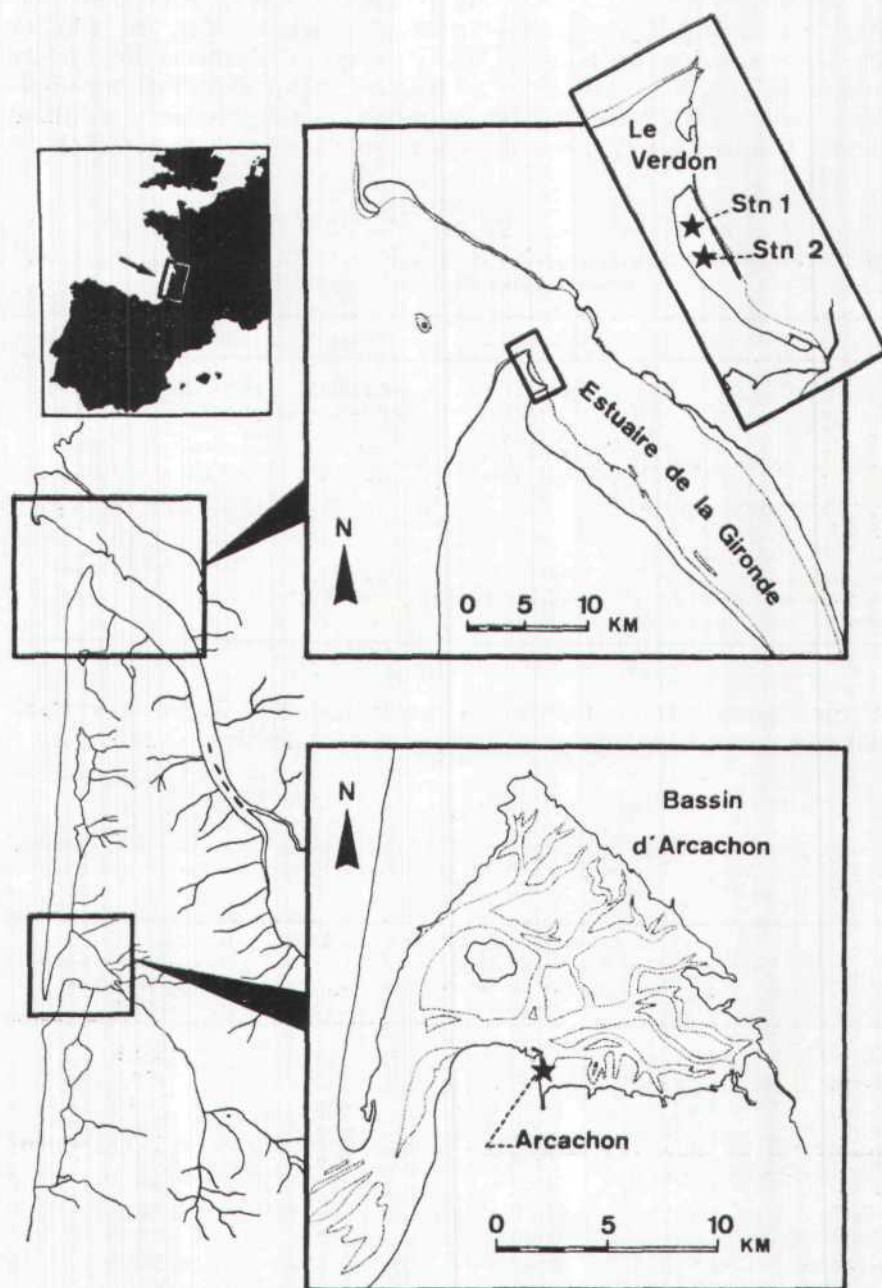 Le
Verdon
Stn 1
Stn 2
Estuaire de la Gironde
N
0 5 10
KM
N
Bassin
d'Arcachon
Arcachon
0 5 10
KM